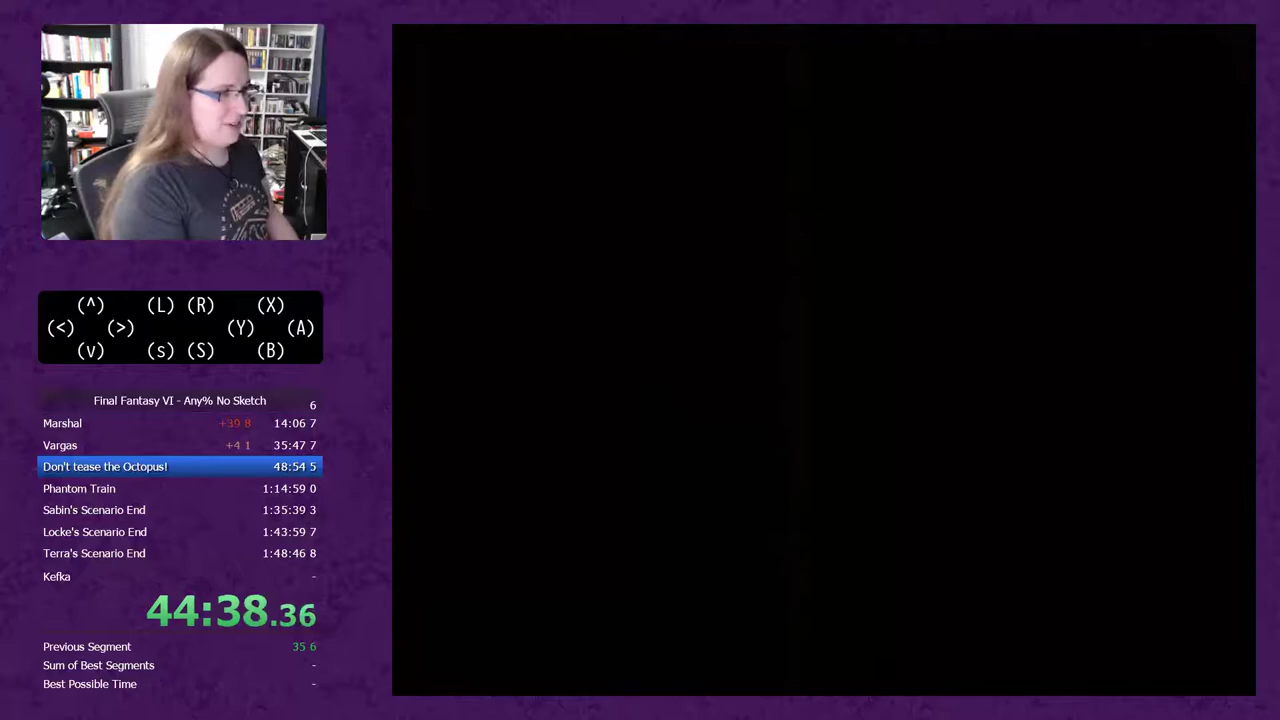 (^) (L) (R) (X)
(<) (>) (Y) (A)
(v) (s) (S) (B)
Final Fantasy VI - Any% No Sketch
6
Marshal +39 8 14:06 7
Vargas +4 1 35:47 7
Don't tease the Octopus! 48:54 5
Phantom Train 1:14:59 0
Sabin's Scenario End 1:35:39 3
Locke's Scenario End 1:43:59 7
Terra's Scenario End 1:48:46 8
Kefka -
44:38.36
Previous Segment 35 6
Sum of Best Segments -
Best Possible Time -